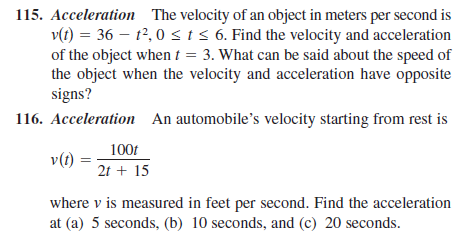 115. Acceleration The velocity of an object in meters per second is
v(t) = 36 − t², 0 ≤ t ≤ 6. Find the velocity and acceleration
of the object when t = 3. What can be said about the speed of
the object when the velocity and acceleration have opposite
signs?
116. Acceleration An automobile's velocity starting from rest is
v(t) = 100t / 2t + 15
where v is measured in feet per second. Find the acceleration
at (a) 5 seconds, (b) 10 seconds, and (c) 20 seconds.